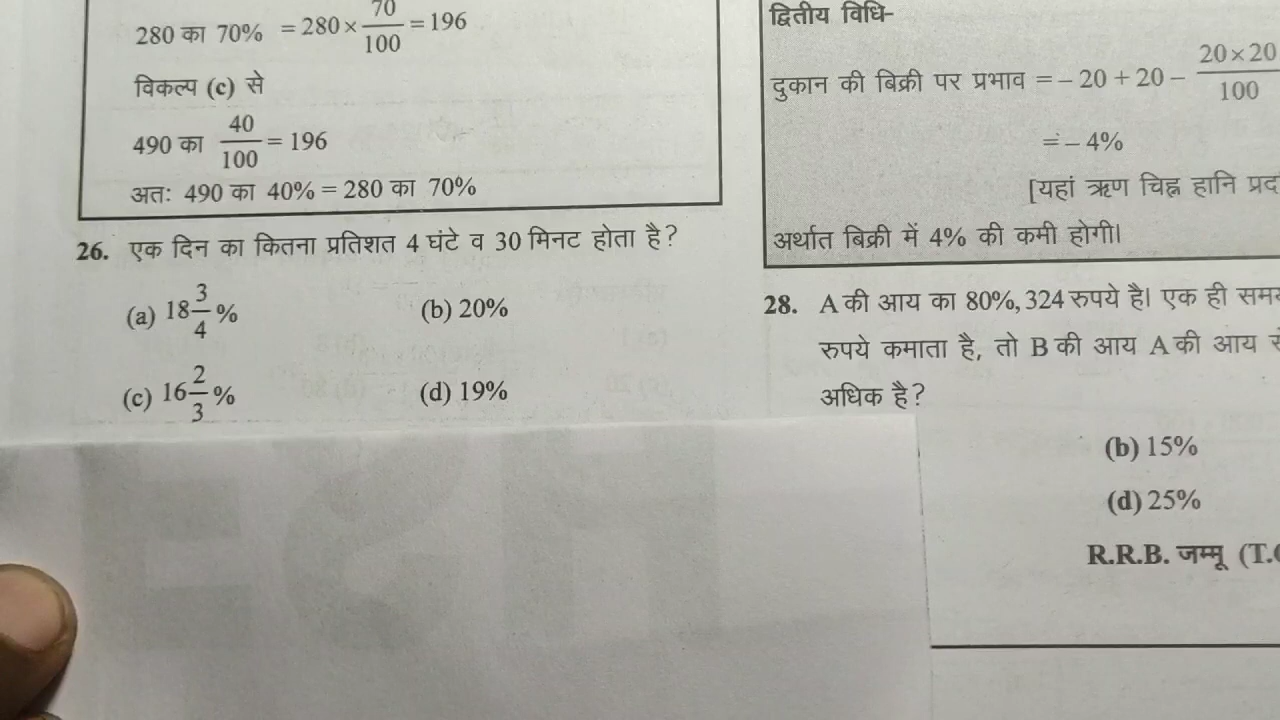 280 का 70% = 280 × 70/100 = 196
विकल्प (c) से
490 का 40/100 = 196
अतः 490 का 40% = 280 का 70%
26. एक दिन का कितना प्रतिशत 4 घंटे व 30 मिनट होता है?
(a) 18 3/4 % (b) 20%
(c) 16 2/3 % (d) 19%
द्वितीय विधि-
दुकान की बिक्री पर प्रभाव = – 20 + 20 – 20×20/100
= – 4%
[यहां ऋण चिह्न हानि
अर्थात बिक्री में 4% की कमी होगी।
28. A की आय का 80%, 324 रुपये है। एक ही
रुपये कमाता है, तो B की आय A की आय
अधिक है?
(b) 15%
(d) 25%
R.R.B. जम्मू